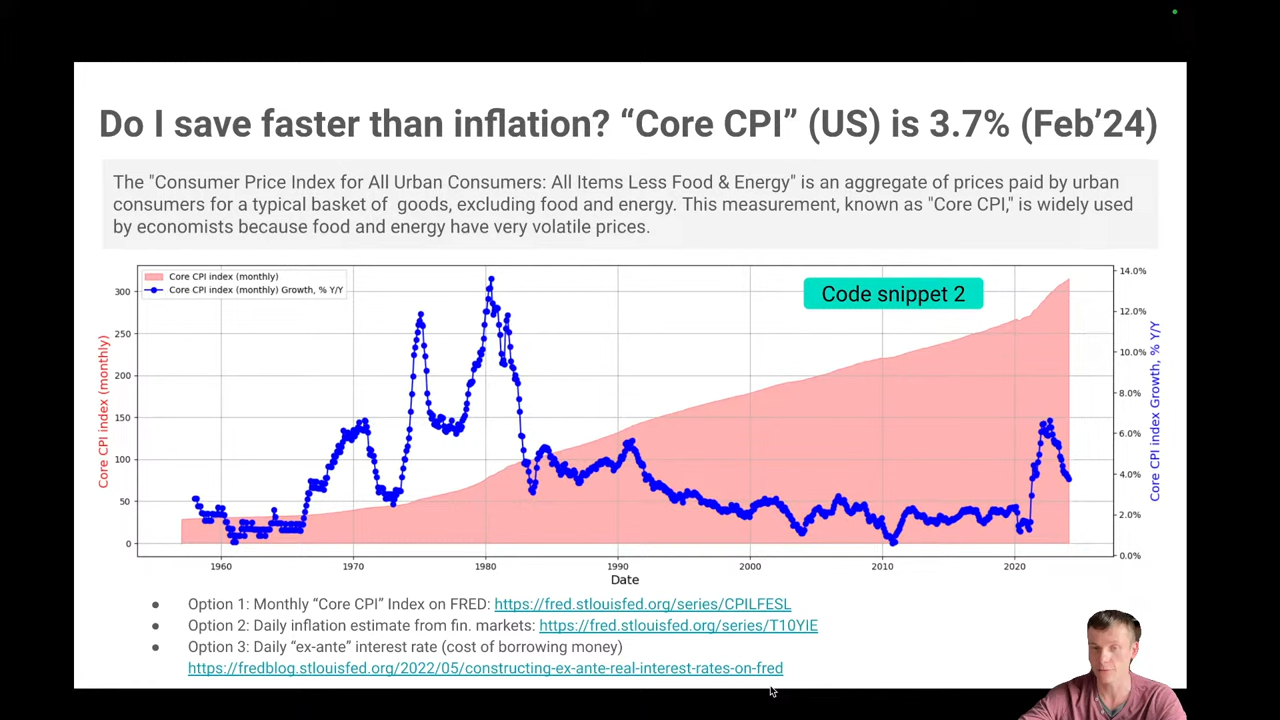 Do I save faster than inflation? “Core CPI” (US) is 3.7% (Feb’24)
The "Consumer Price Index for All Urban Consumers: All Items Less Food & Energy" is an aggregate of prices paid by urban
consumers for a typical basket of goods, excluding food and energy. This measurement, known as "Core CPI," is widely used
by economists because food and energy have very volatile prices.
Core CPI index (monthly)
Core CPI index (monthly) Growth, % Y/Y
Code snippet 2
Core CPI index (monthly)
300
250
200
150
100
50
0
14.0%
12.0%
10.0%
8.0%
6.0%
4.0%
2.0%
0.0%
Core CPI index Growth, % Y/Y
1960 1970 1980 1990 2000 2010 2020
Date
● Option 1: Monthly “Core CPI” Index on FRED: https://fred.stlouisfed.org/series/CPILFESL
● Option 2: Daily inflation estimate from fin. markets: https://fred.stlouisfed.org/series/T10YIE
● Option 3: Daily “ex-ante” interest rate (cost of borrowing money)
https://fredblog.stlouisfed.org/2022/05/constructing-ex-ante-real-interest-rates-on-fred